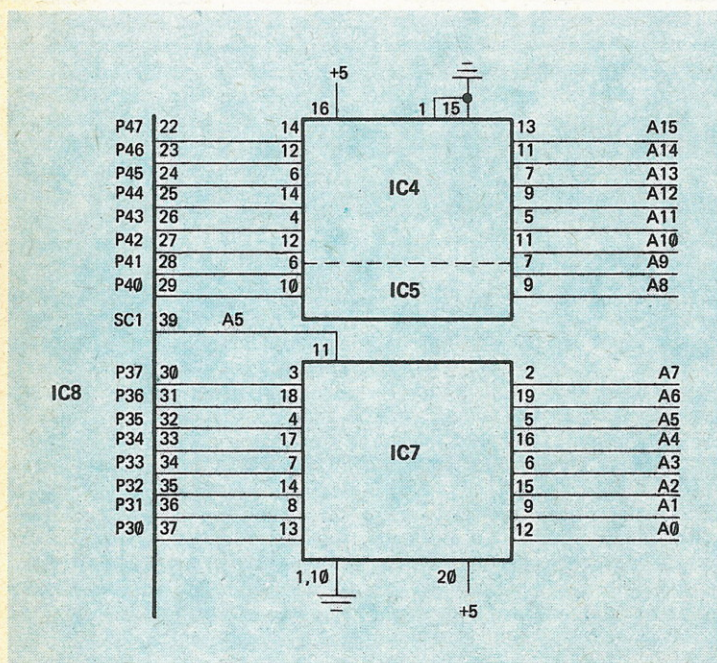 +5
16 1 15
P47 22 14 13 A15
P46 23 12 11 A14
P45 24 6 7 A13
P44 25 14 9 A12
IC4
P43 26 4 5 A11
P42 27 12 11 A10
P41 28 6 7 A9
P40 29 10 9 A8
IC5
SC1 39 A5
11
P37 30 3 2 A7
IC8
P36 31 18 19 A6
P35 32 4 5 A5
P34 33 17 16 A4
IC7
P33 34 7 6 A3
P32 35 14 15 A2
P31 36 8 9 A1
P30 37 13 12 A0
1,10 20
+5